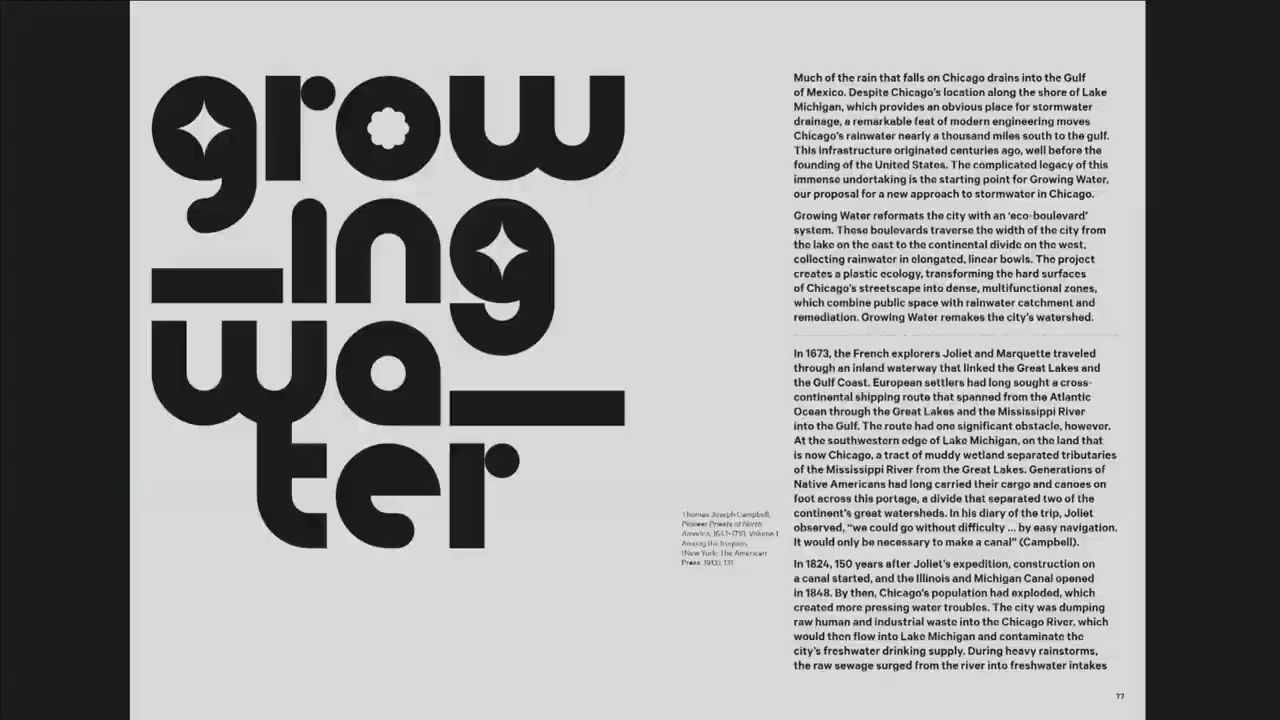 grow
ing
wa
ter
Much of the rain that falls on Chicago drains into the Gulf
of Mexico. Despite Chicago's location along the shore of Lake
Michigan, which provides an obvious place for stormwater
drainage, a remarkable feat of modern engineering moves
Chicago's rainwater nearly a thousand miles south to the gulf.
This infrastructure originated centuries ago, well before the
founding of the United States. The complicated legacy of this
immense undertaking is the starting point for Growing Water,
our proposal for a new approach to stormwater in Chicago.
Growing Water reformats the city with an 'eco-boulevard'
system. These boulevards traverse the width of the city from
the lake on the east to the continental divide on the west,
collecting rainwater in elongated, linear bowls. The project
creates a plastic ecology, transforming the hard surfaces
of Chicago's streetscape into dense, multifunctional zones,
which combine public space with rainwater catchment and
remediation. Growing Water remakes the city's watershed.
In 1673, the French explorers Joliet and Marquette traveled
through an inland waterway that linked the Great Lakes and
the Gulf Coast. European settlers had long sought a cross-
continental shipping route that spanned from the Atlantic
Ocean through the Great Lakes and the Mississippi River
into the Gulf. The route had one significant obstacle, however.
At the southwestern edge of Lake Michigan, on the land that
is now Chicago, a tract of muddy wetland separated tributaries
of the Mississippi River from the Great Lakes. Generations of
Native Americans had long carried their cargo and canoes on
foot across this portage, a divide that separated two of the
continent's great watersheds. In his diary of the trip, Joliet
observed, "we could go without difficulty ... by easy navigation.
It would only be necessary to make a canal" (Campbell).
In 1824, 150 years after Joliet's expedition, construction on
a canal started, and the Illinois and Michigan Canal opened
in 1848. By then, Chicago's population had exploded, which
created more pressing water troubles. The city was dumping
raw human and industrial waste into the Chicago River, which
would then flow into Lake Michigan and contaminate the
city's freshwater drinking supply. During heavy rainstorms,
the raw sewage surged from the river into freshwater intakes
Thomas Joseph Campbell,
Pioneer Priests of North
America, 1642–1710, Volume 1
Among the Iroquois
(New York: The American
Press,
77